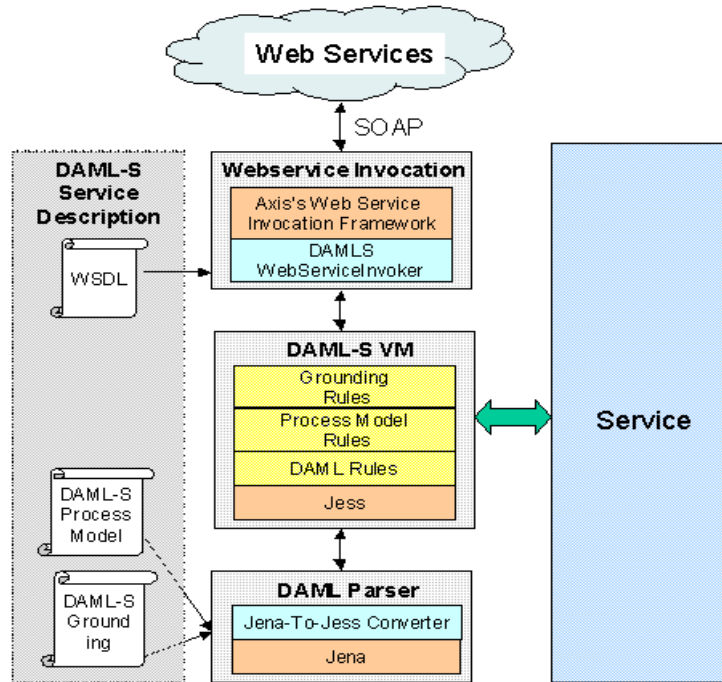 Web Services
SOAP
DAML-S
Service
Description
WSDL
DAML-S
Process
Model
DAML-S
Ground
ing
Webservice Invocation
Axis's Web Service
Invocation Framework
DAMLS
WebServiceInvoker
DAML-S VM
Grounding
Rules
Process Model
Rules
DAML Rules
Jess
DAML Parser
Jena-To-Jess Converter
Jena
Service